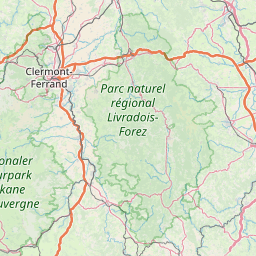 Clermont-
Ferrand
Parc naturel
régional
Livradois-
Forez
onaler
urpark
kane
uvergne